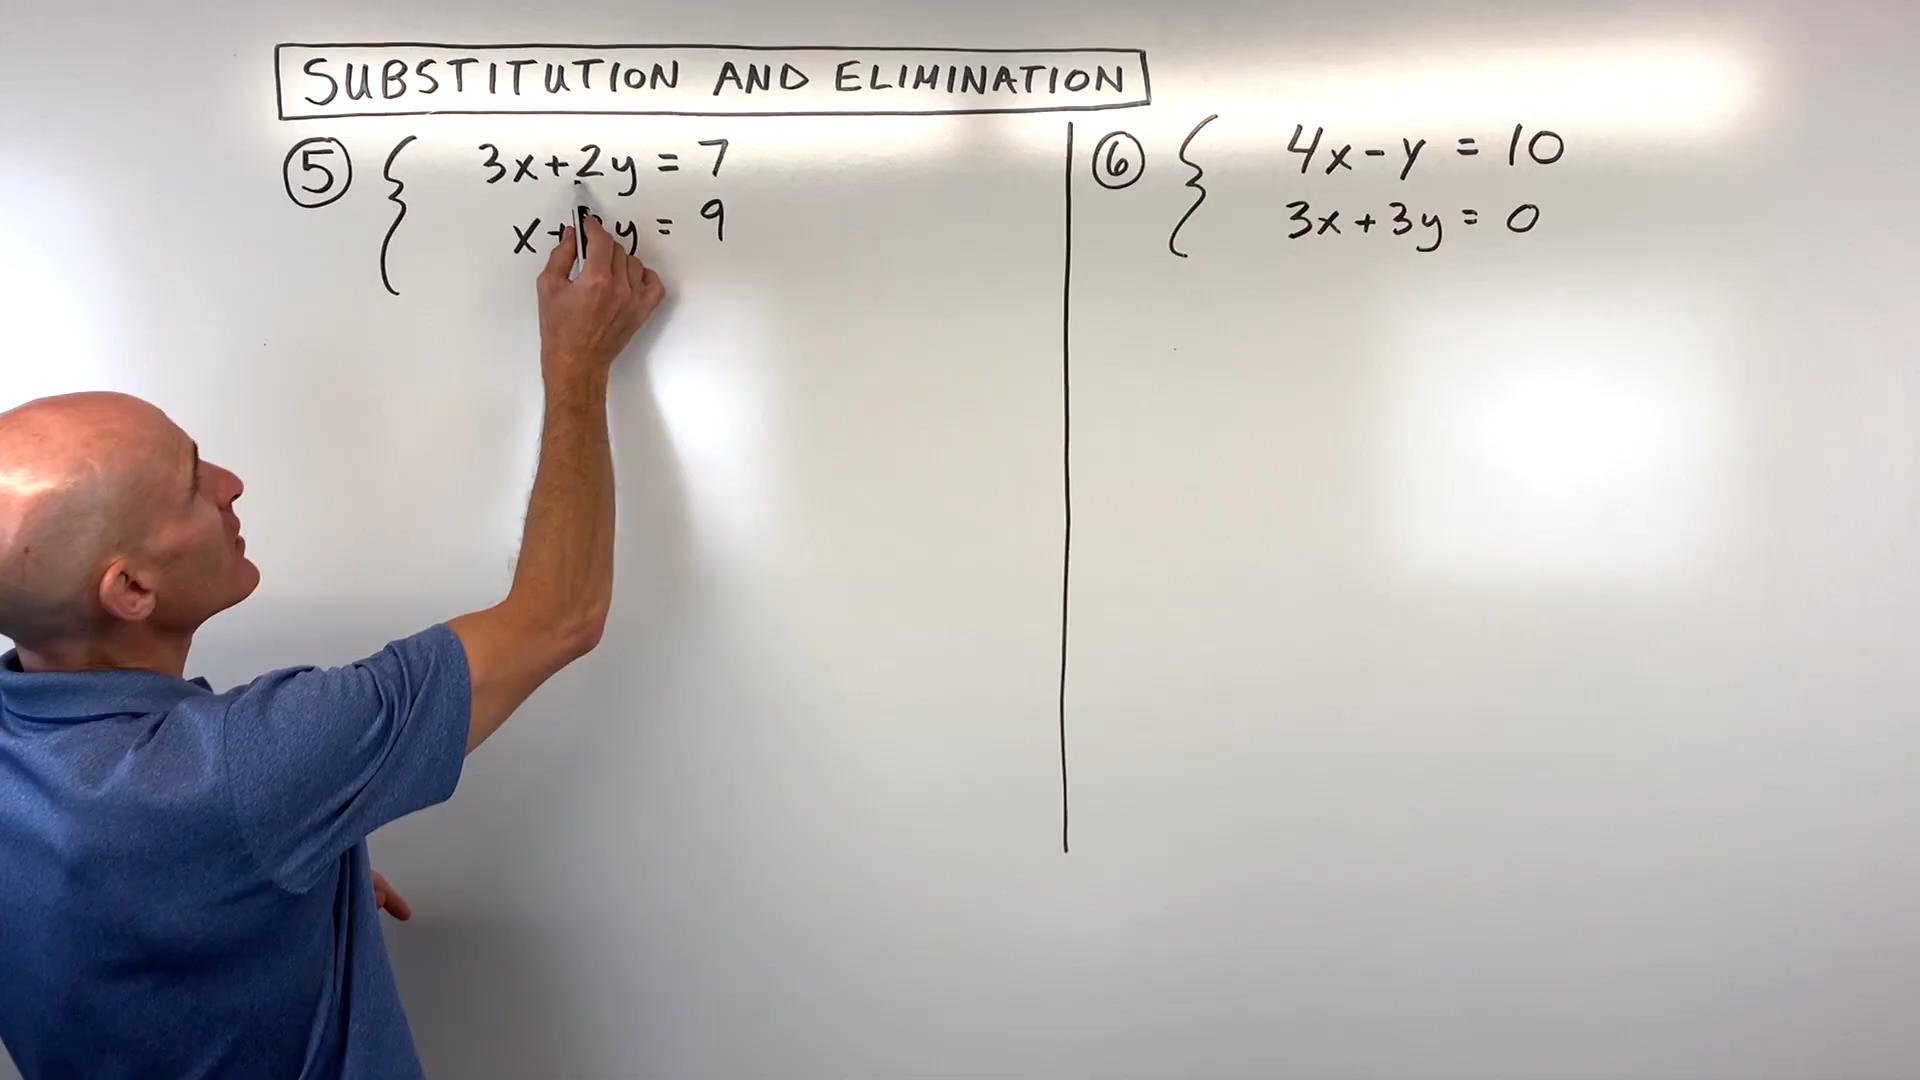 SUBSTITUTION AND ELIMINATION
⑤ { 3x+2y = 7
x+ y = 9
⑥ { 4x-y = 10
3x+3y = 0